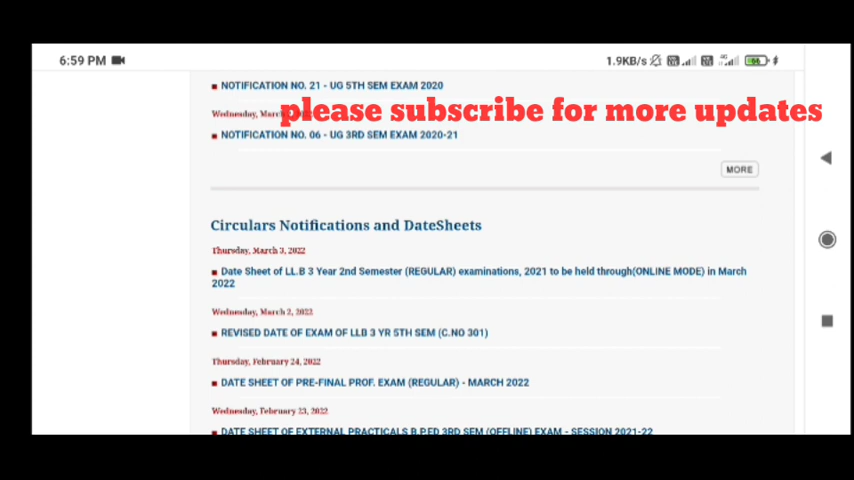 6:59 PM
1.9KB/s
66
NOTIFICATION NO. 21 - UG 5TH SEM EXAM 2020
please subscribe for more updates
Wednesday, March
NOTIFICATION NO. 06 - UG 3RD SEM EXAM 2020-21
MORE
Circulars Notifications and DateSheets
Thursday, March 3, 2022
Date Sheet of LL.B 3 Year 2nd Semester (REGULAR) examinations, 2021 to be held through(ONLINE MODE) in March
2022
Wednesday, March 2, 2022
REVISED DATE OF EXAM OF LLB 3 YR 5TH SEM (C.NO 301)
Thursday, February 24, 2022
DATE SHEET OF PRE-FINAL PROF. EXAM (REGULAR) - MARCH 2022
Wednesday, February 23, 2022
DATE SHEET OF EXTERNAL PRACTICALS B.P.ED 3RD SEM (OFFLINE) EXAM - SESSION 2021-22